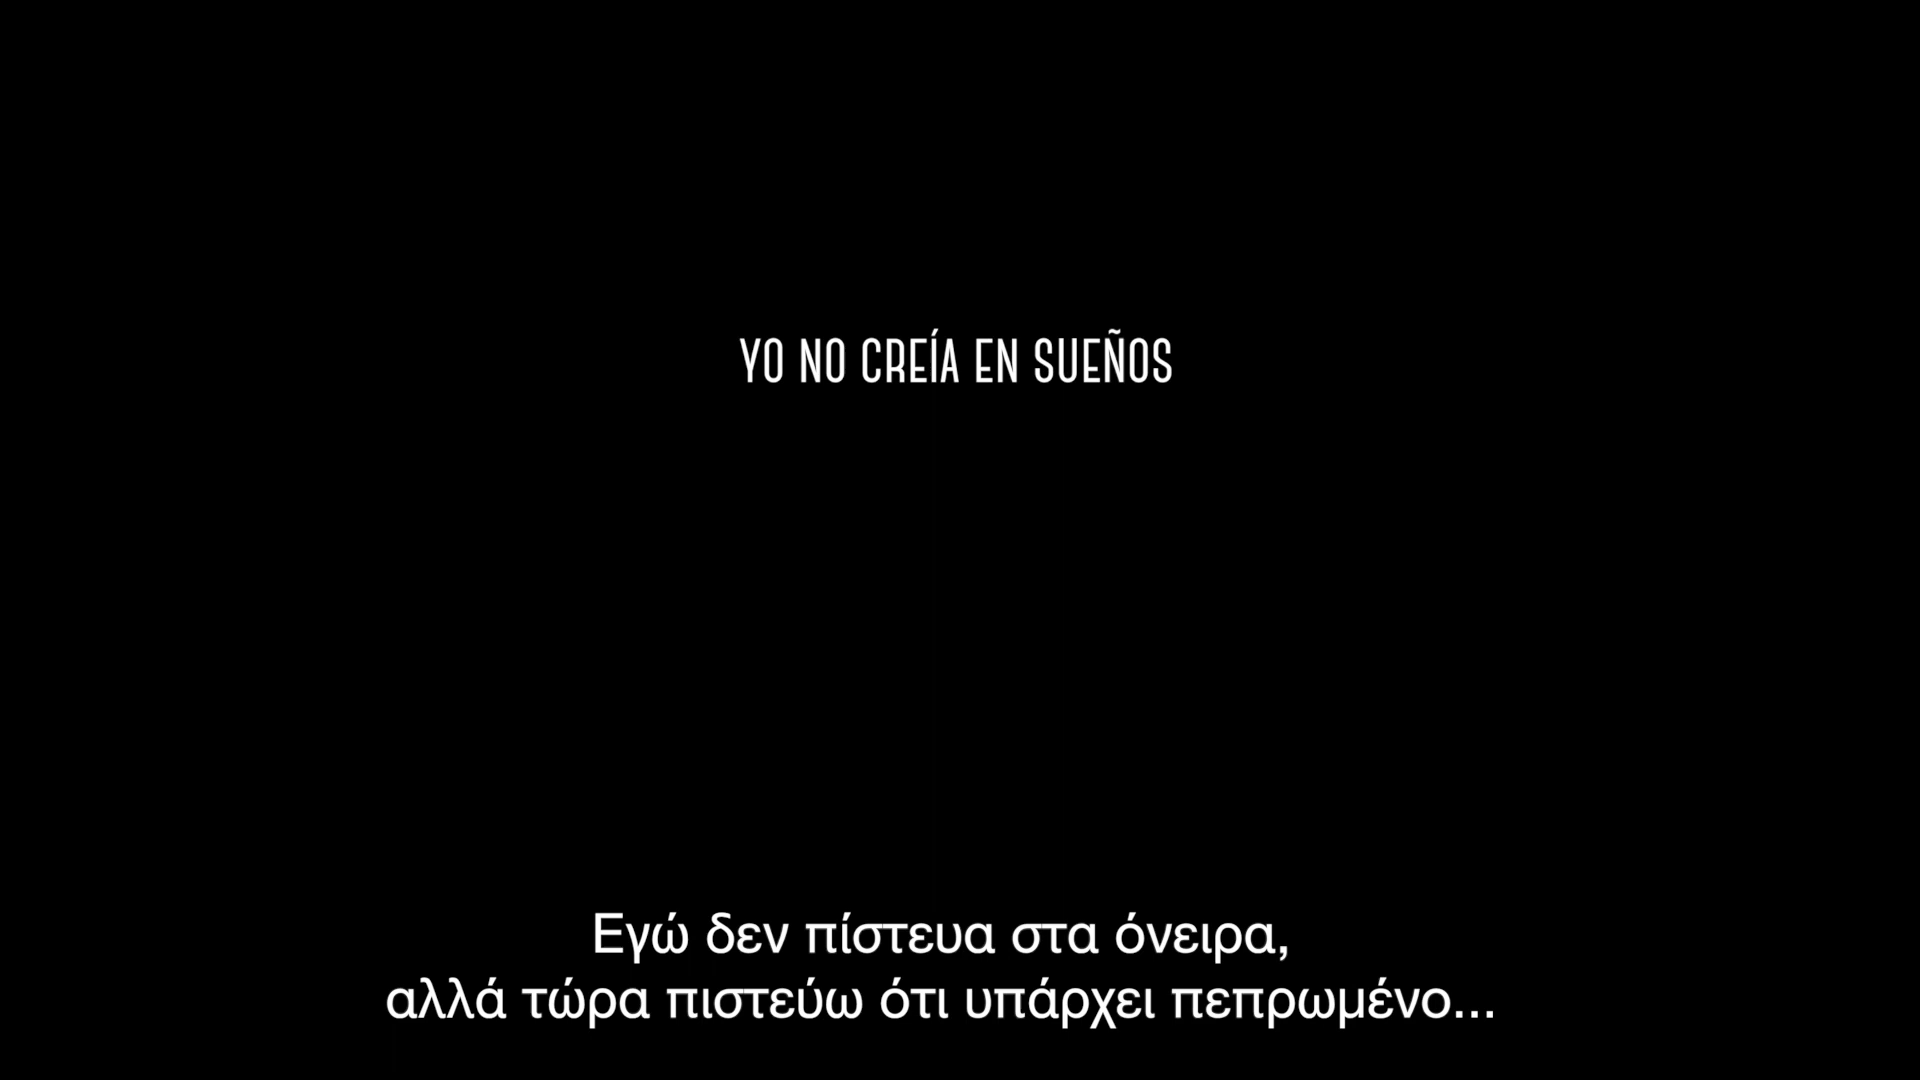 YO NO CREÍA EN SUEÑOS
Εγώ δεν πίστευα στα όνειρα,
αλλά τώρα πιστεύω ότι υπάρχει πεπρωμένο...